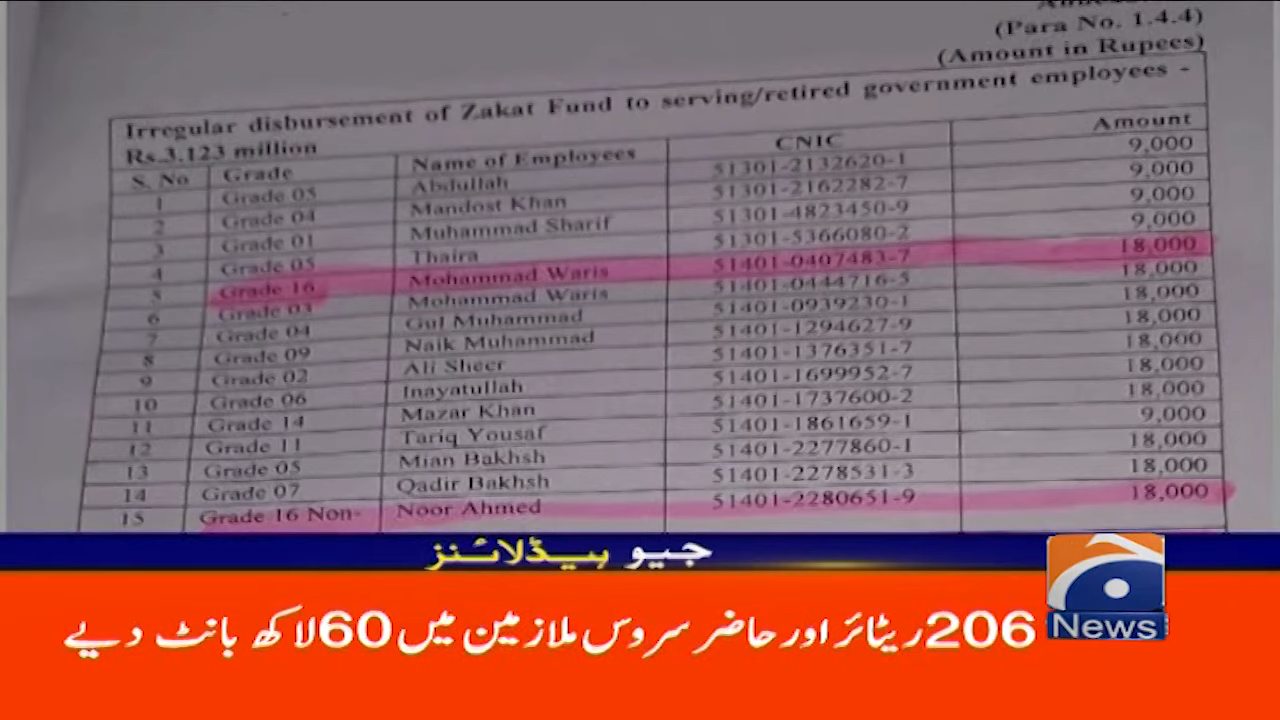 (Para No. 1.4.4)
(Amount in Rupees)
Irregular disbursement of Zakat Fund to serving/retired government employees -
Rs.3.123 million
S. No Grade Name of Employees CNIC Amount
1 Grade 05 Abdullah 51301-2132620-1 9,000
2 Grade 04 Mandost Khan 51301-2162282-7 9,000
3 Grade 01 Muhammad Sharif 51301-4823450-9 9,000
4 Grade 05 Thaira 51301-5366080-2 9,000
5 Grade 16 Mohammad Waris 51401-0407483-7 18,000
6 Grade 03 Mohammad Waris 51401-0444716-5 18,000
7 Grade 04 Gul Muhammad 51401-0939230-1 18,000
8 Grade 09 Naik Muhammad 51401-1294627-9 18,000
9 Grade 02 Ali Sheer 51401-1376351-7 18,000
10 Grade 06 Inayatullah 51401-1699952-7 18,000
11 Grade 14 Mazar Khan 51401-1737600-2 18,000
12 Grade 11 Tariq Yousaf 51401-1861659-1 9,000
13 Grade 05 Mian Bakhsh 51401-2277860-1 18,000
14 Grade 07 Qadir Bakhsh 51401-2278531-3 18,000
15 Grade 16 Non- Noor Ahmed 51401-2280651-9 18,000
جیو ہیڈلائنز
206 ریٹائر اور حاضر سروس ملازمین میں 60 لاکھ بانٹ دیے
News